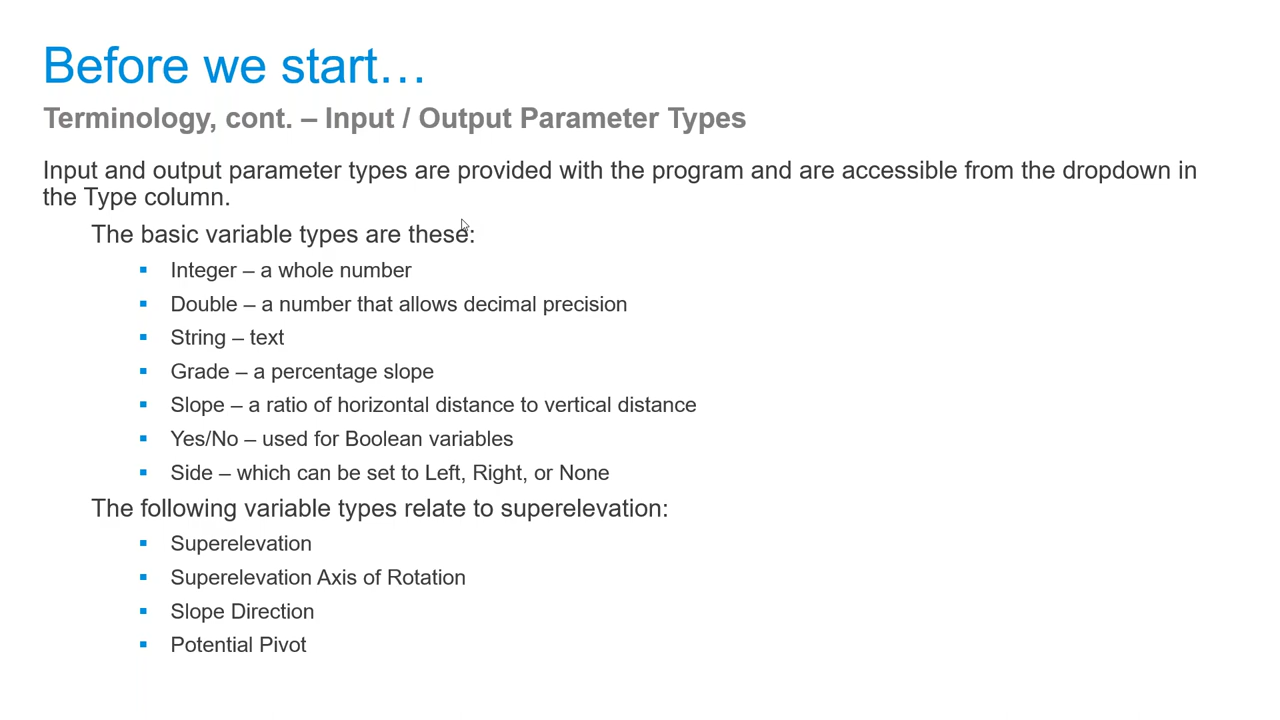 Before we start…
Terminology, cont. – Input / Output Parameter Types
Input and output parameter types are provided with the program and are accessible from the dropdown in
the Type column.
The basic variable types are these:
▪ Integer – a whole number
▪ Double – a number that allows decimal precision
▪ String – text
▪ Grade – a percentage slope
▪ Slope – a ratio of horizontal distance to vertical distance
▪ Yes/No – used for Boolean variables
▪ Side – which can be set to Left, Right, or None
The following variable types relate to superelevation:
▪ Superelevation
▪ Superelevation Axis of Rotation
▪ Slope Direction
▪ Potential Pivot